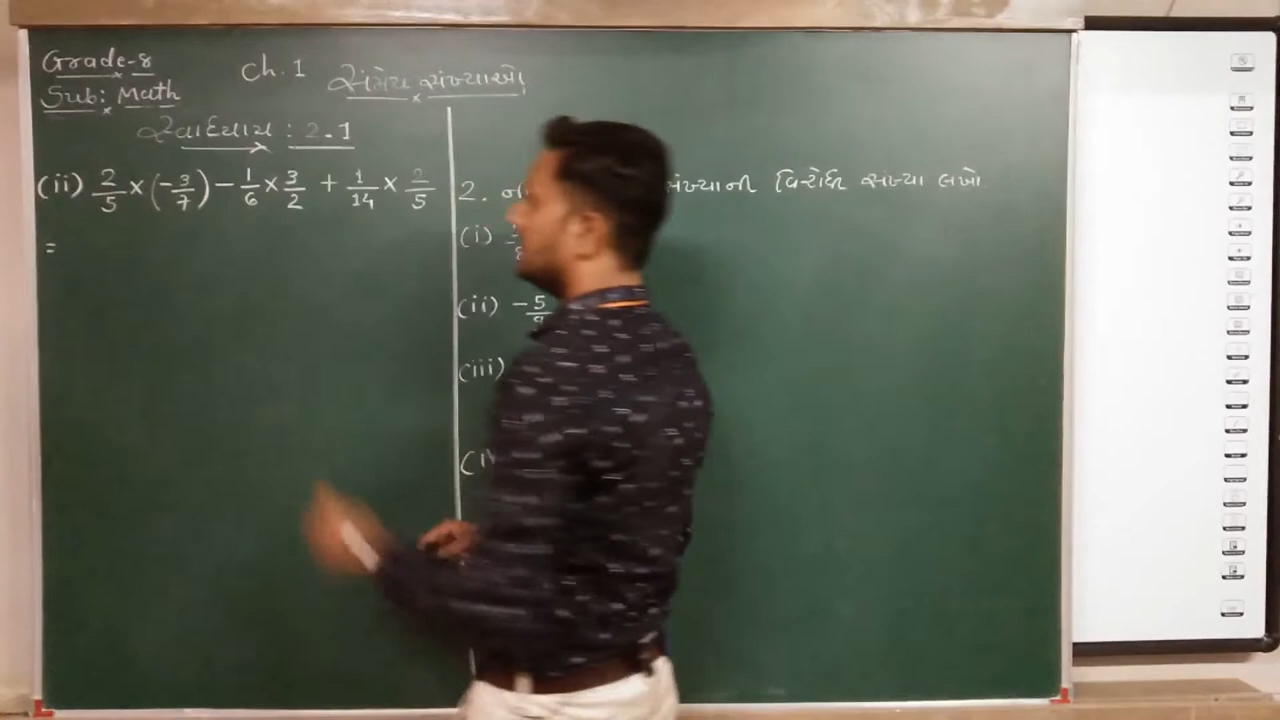 Grade-8
Sub: Math
Ch. 1 સંમેય સંખ્યાઓ
સ્વાધ્યાય : 2.1
(ii) 2/5 × (-3/7) - 1/6 × 3/2 + 1/14 × 2/5
=
2. સંખ્યાની વિરોધી સંખ્યા લખો
(i)
(ii) -5/9
(iii)
(iv